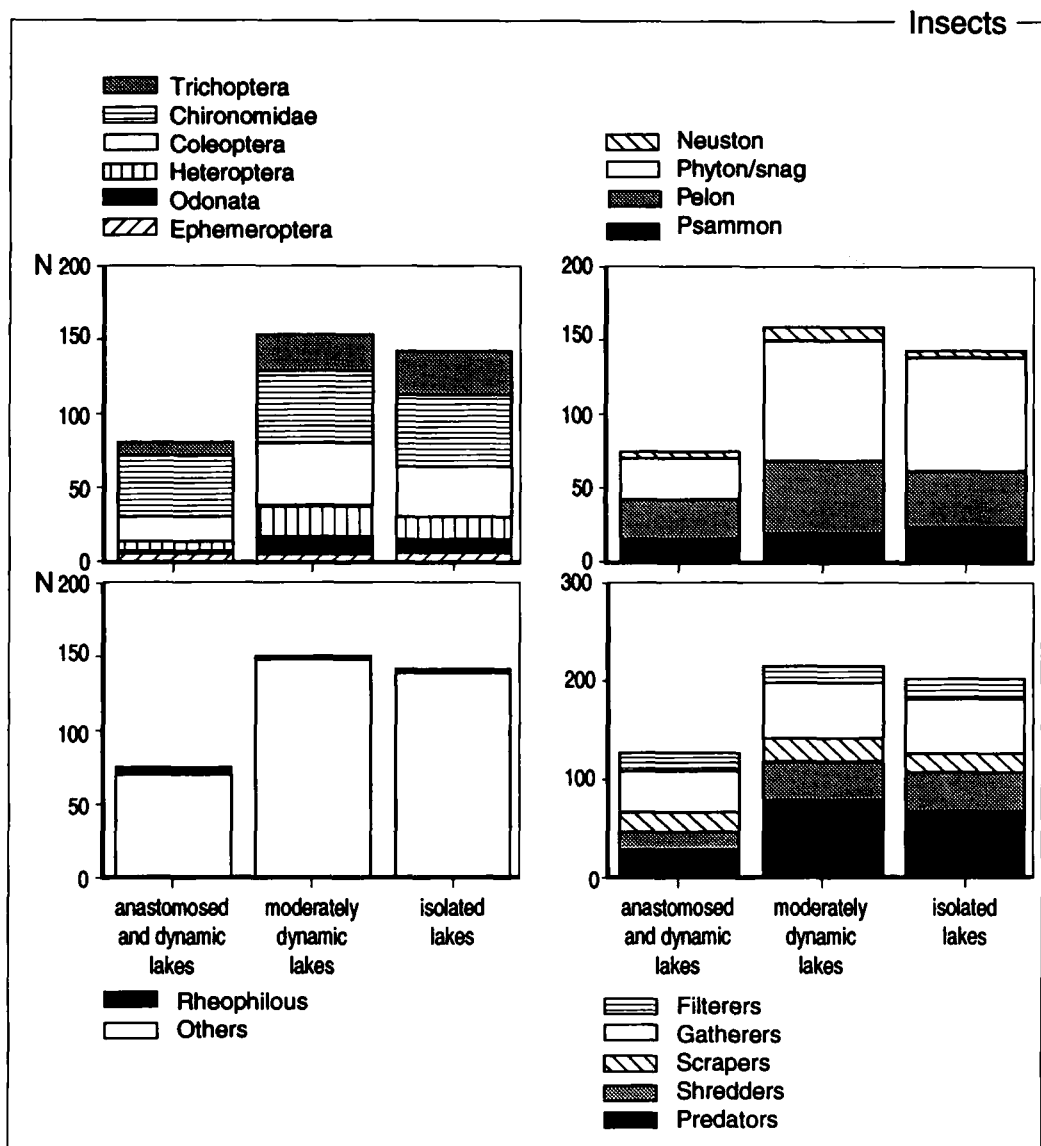 Insects
Trichoptera
Chironomidae
Coleoptera
Heteroptera
Odonata
Ephemeroptera
Neuston
Phyton/snag
Pelon
Psammon
N 200
150
100
50
0
200
150
100
50
0
N 200
150
100
50
0
anastomosed
and dynamic
lakes
moderately
dynamic
lakes
isolated
lakes
Rheophilous
Others
300
200
100
0
anastomosed
and dynamic
lakes
moderately
dynamic
lakes
isolated
lakes
Filterers
Gatherers
Scrapers
Shredders
Predators